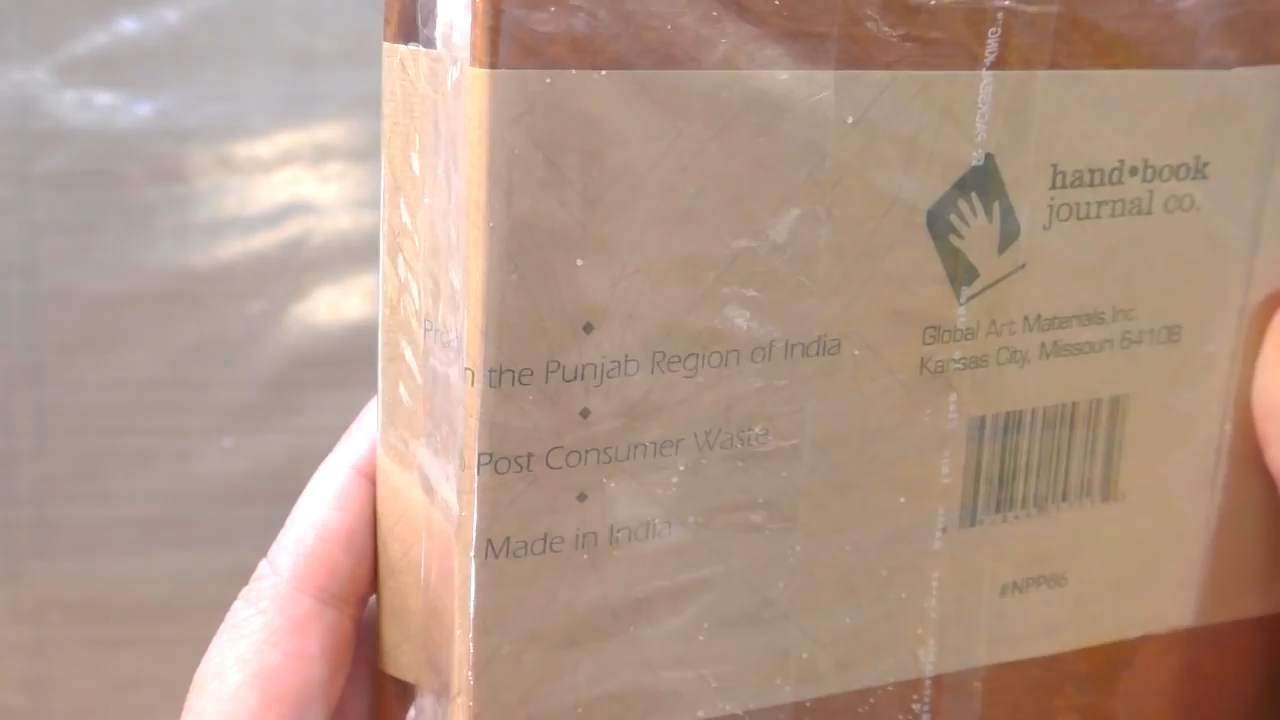 hand•book
journal co.
Global Art Materials, Inc
Kansas City, Missouri 64108
the Punjab Region of India
Post Consumer Waste
Made in India
#NPP66